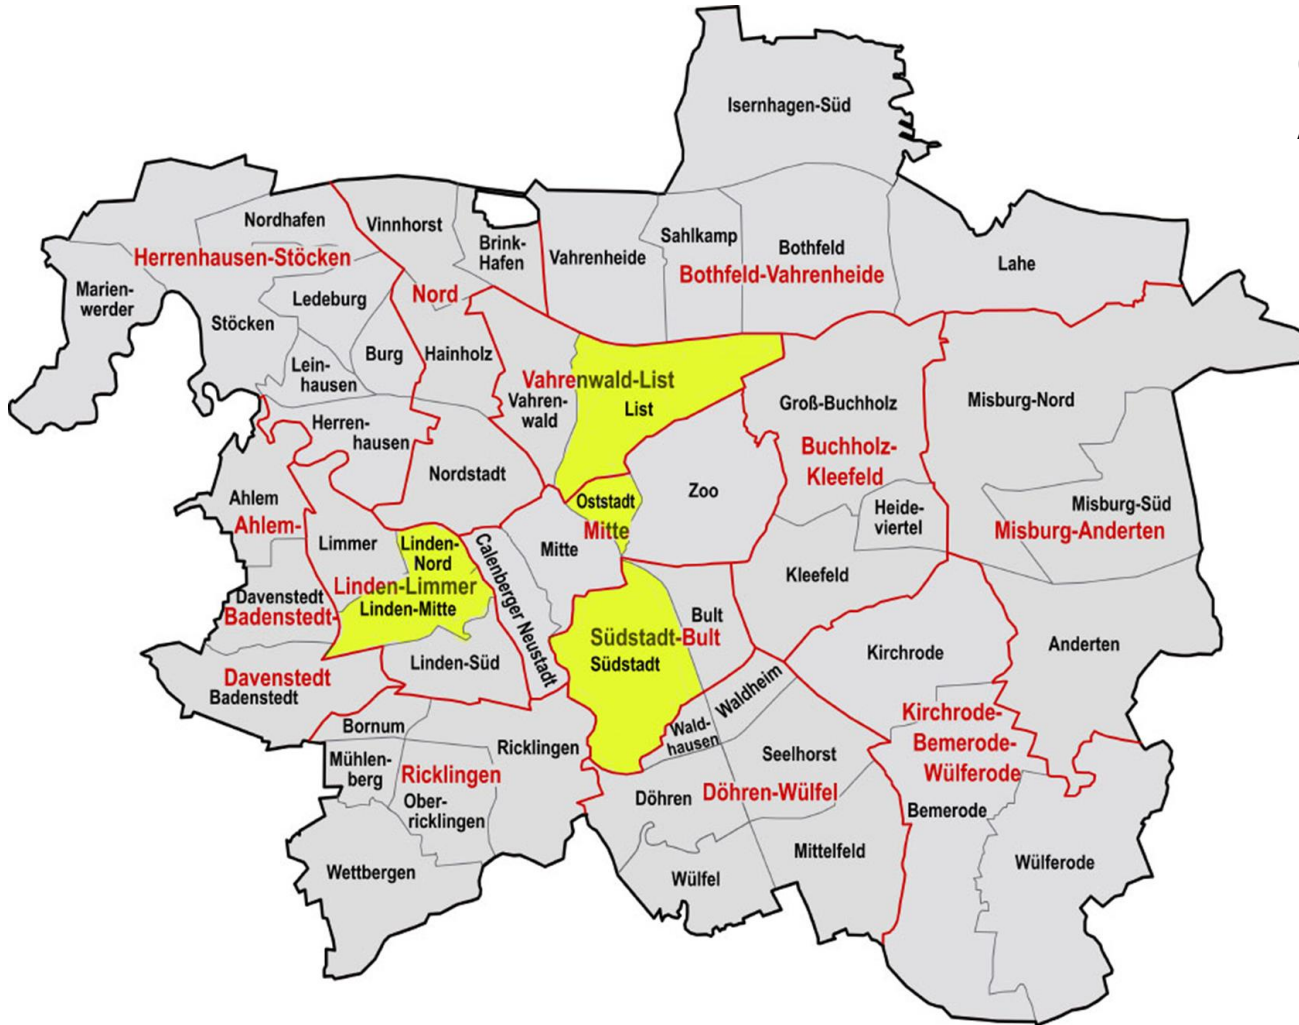 Isernhagen-Süd
Nordhafen
Vinnhorst
Brink-
Hafen
Vahrenheide
Sahlkamp
Bothfeld
Lahe
Herrenhausen-Stöcken
Bothfeld-Vahrenheide
Marien-
werder
Ledeburg
Nord
Stöcken
Burg
Hainholz
Lein-
hausen
Vahrenwald-List
Vahren-
wald
List
Groß-Buchholz
Misburg-Nord
Herren-
hausen
Buchholz-
Kleefeld
Nordstadt
Zoo
Ahlem
Ahlem-
Oststadt
Mitte
Heide-
viertel
Misburg-Süd
Misburg-Anderten
Limmer
Linden-
Nord
Calenberger Neustadt
Mitte
Kleefeld
Linden-Limmer
Linden-Mitte
Davenstedt
Badenstedt-
Bult
Südstadt-Bult
Südstadt
Kirchrode
Anderten
Linden-Süd
Davenstedt
Badenstedt
Waldheim
Wald-
hausen
Kirchrode-
Bemerode-
Wülferode
Bornum
Ricklingen
Seelhorst
Mühlen-
berg
Ricklingen
Ober-
ricklingen
Döhren
Döhren-Wülfel
Bemerode
Mittelfeld
Wülferode
Wettbergen
Wülfel